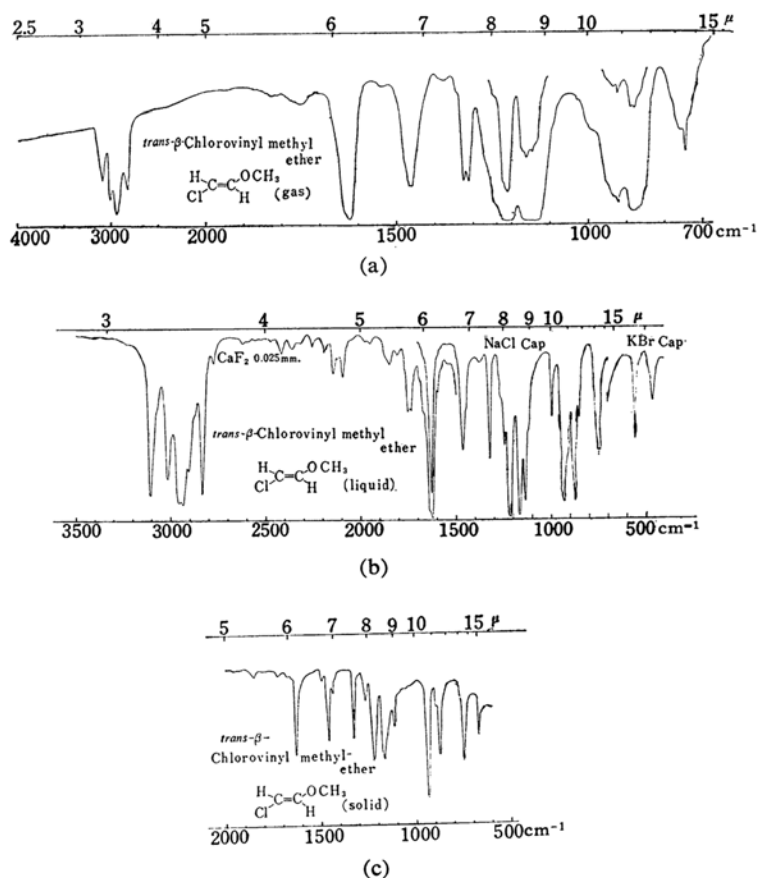 2.5 3 4 5 6 7 8 9 10 15 μ
trans-β-Chlorovinyl methyl
ether
H OCH3
C=C (gas)
Cl H
4000 3000 2000 1500 1000 700 cm-1
(a)
3 4 5 6 7 8 9 10 15 μ
NaCl Cap KBr Cap
CaF2 0.025 mm.
trans-β-Chlorovinyl methyl
ether
H OCH3
C=C (liquid).
Cl H
3500 3000 2500 2000 1500 1000 500 cm-1
(b)
5 6 7 8 9 10 15 μ
trans-β-
Chlorovinyl methyl-
ether
H OCH3
C=C (solid)
Cl H
2000 1500 1000 500 cm-1
(c)